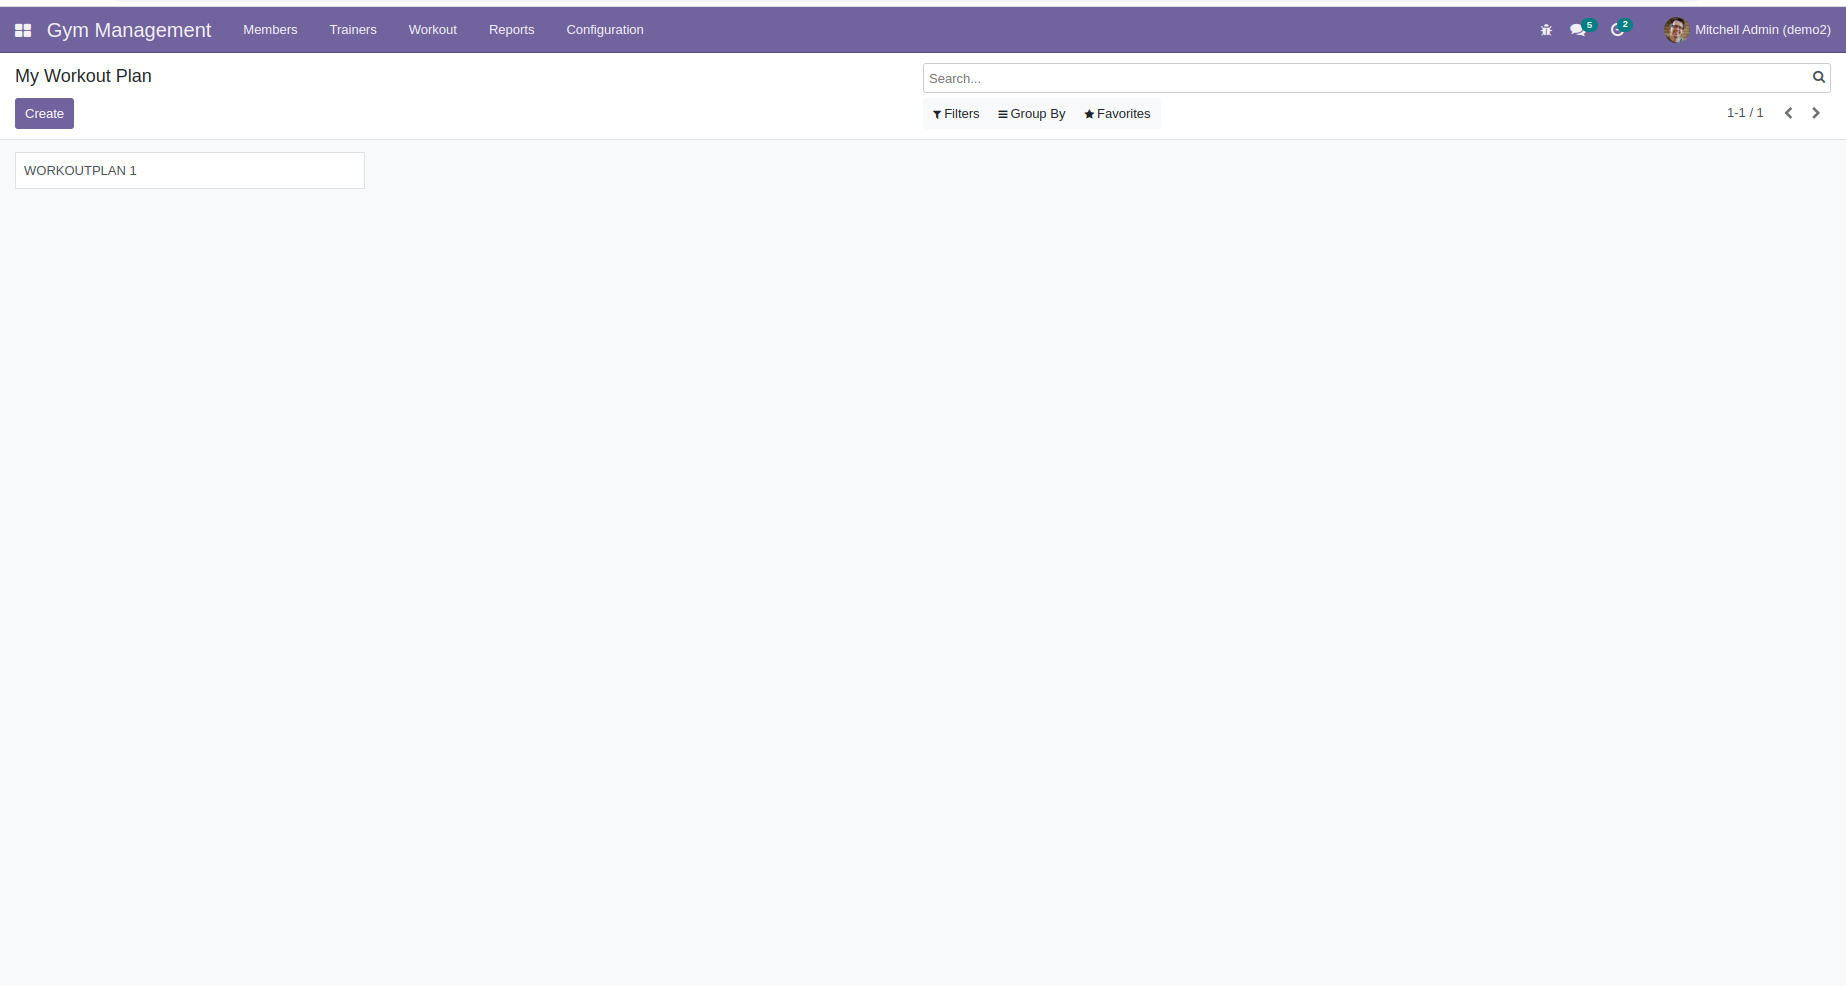 Gym Management Members Trainers Workout Reports Configuration 5 2 Mitchell Admin (demo2)
My Workout Plan
Search...
Create
Filters Group By Favorites
1-1 / 1
WORKOUTPLAN 1